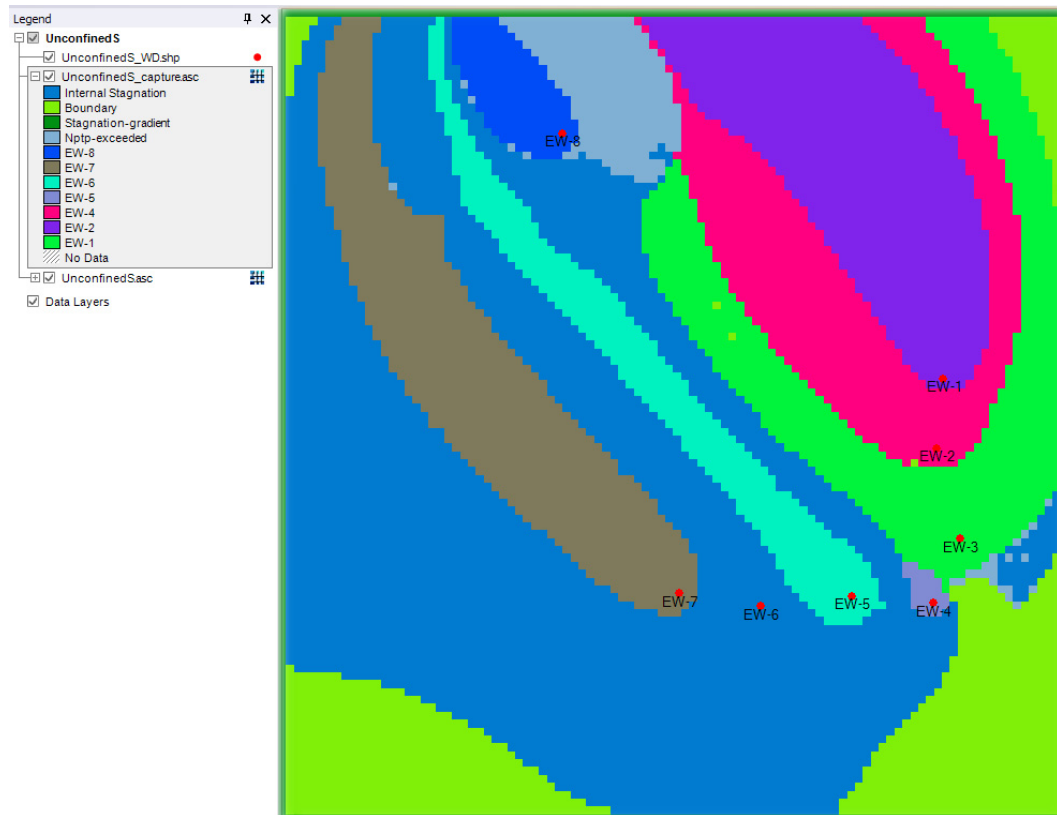 Legend
UnconfinedS
UnconfinedS_WD.shp
UnconfinedS_capture.asc
Internal Stagnation
Boundary
Stagnation-gradient
Nptp-exceeded
EW-8
EW-7
EW-6
EW-5
EW-4
EW-2
EW-1
No Data
UnconfinedS.asc
Data Layers
EW-8
EW-1
EW-2
EW-3
EW-7
EW-6
EW-5
EW-4